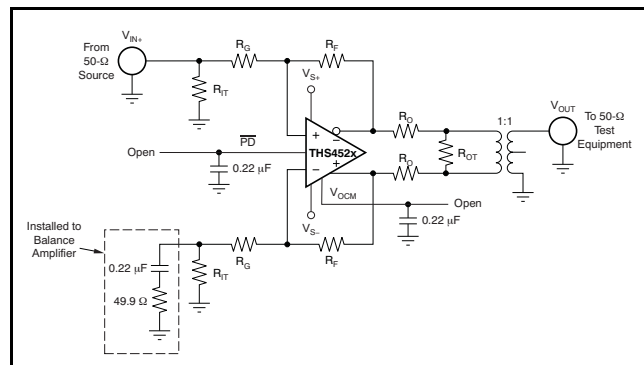 From
50-Ω
Source
V_IN+
R_IT
R_G
R_F
V_S+
PD
Open
0.22 μF
+
−
THS452x
−
+
V_OCM
V_S−
R_O
R_O
R_OT
1:1
V_OUT
To 50-Ω
Test
Equipment
Open
0.22 μF
Installed to
Balance
Amplifier
0.22 μF
49.9 Ω
R_IT
R_G
R_F